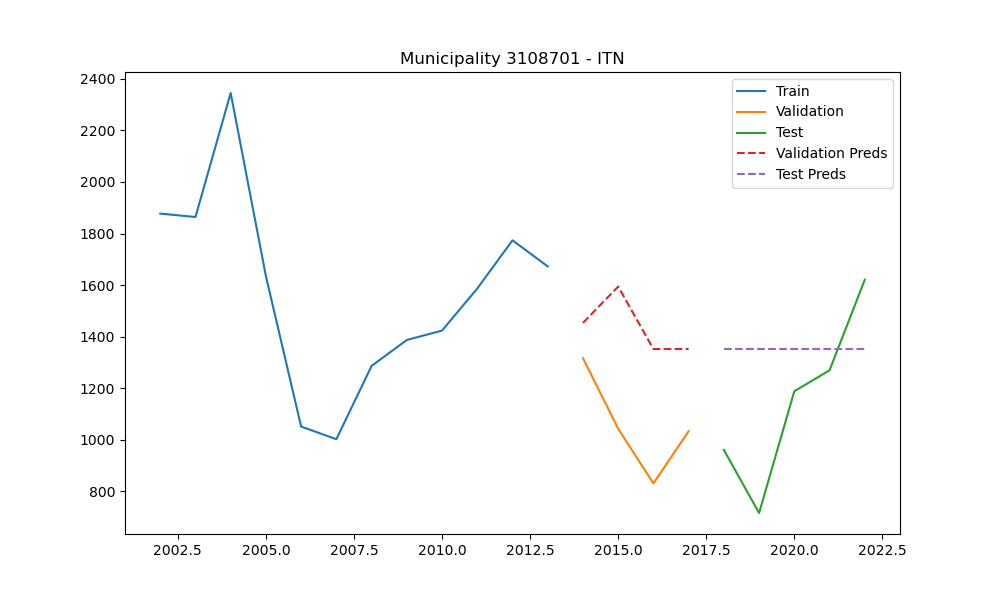 Municipality 3108701 - ITN
2400
2200
2000
1800
1600
1400
1200
1000
800
2002.5 2005.0 2007.5 2010.0 2012.5 2015.0 2017.5 2020.0 2022.5
Train
Validation
Test
Validation Preds
Test Preds